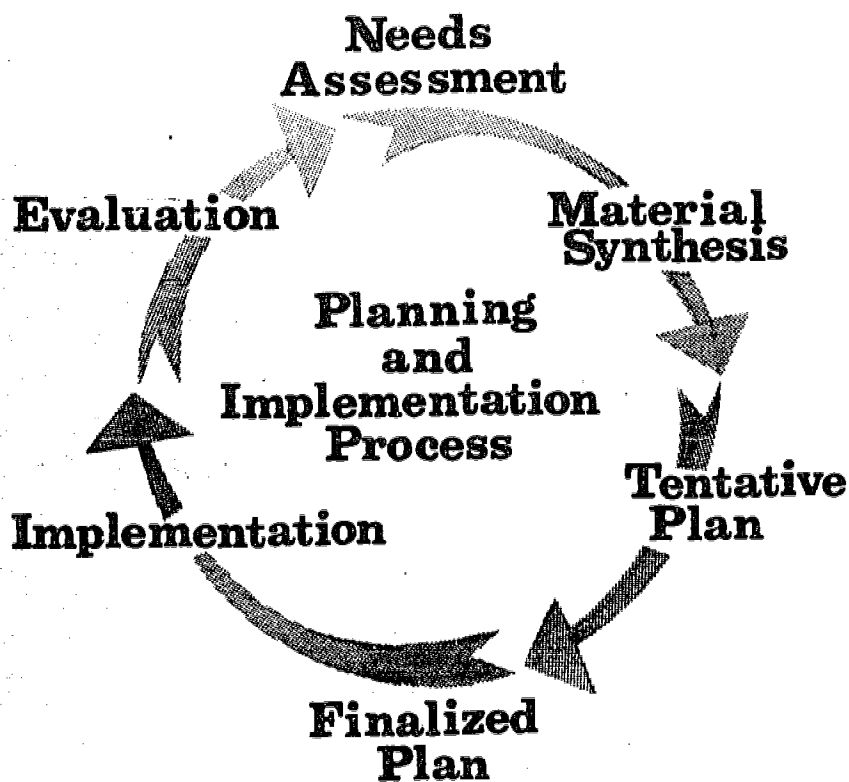 Needs
Assessment
Material
Synthesis
Tentative
Plan
Finalized
Plan
Implementation
Evaluation
Planning
and
Implementation
Process